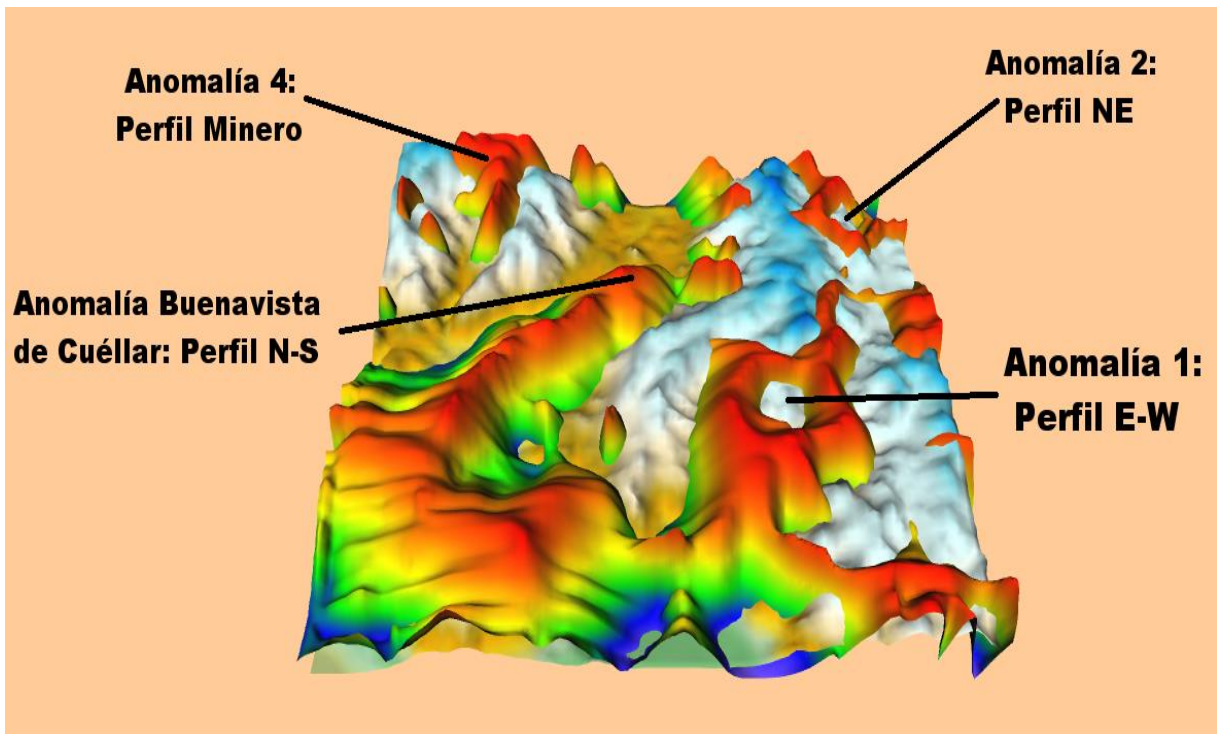 Anomalía 4:
Perfil Minero
Anomalía 2:
Perfil NE
Anomalía Buenavista
de Cuéllar: Perfil N-S
Anomalía 1:
Perfil E-W